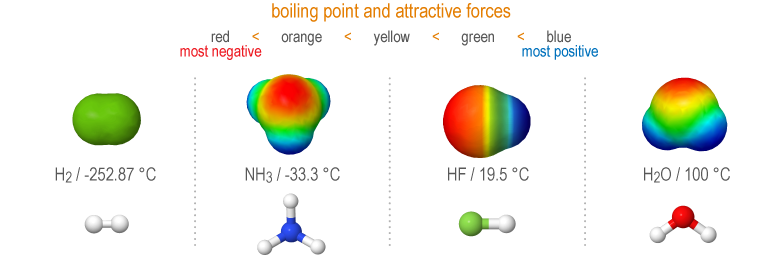 boiling point and attractive forces
red < orange < yellow < green < blue
most negative most positive
H2 / -252.87 °C NH3 / -33.3 °C HF / 19.5 °C H2O / 100 °C